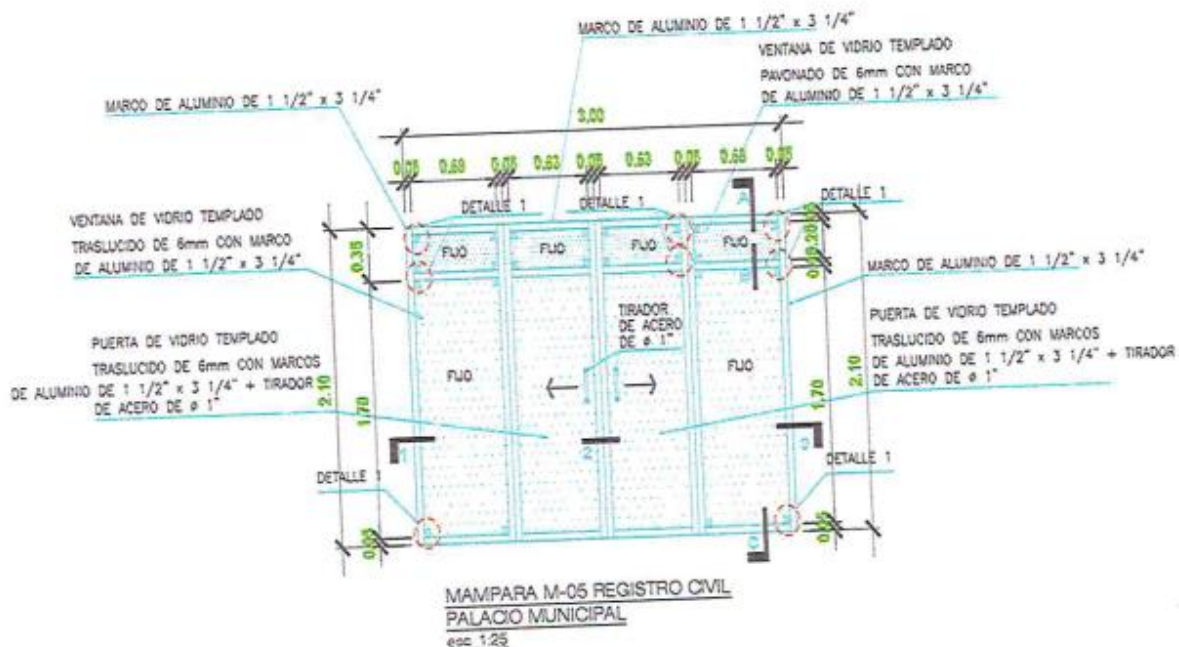 MARCO DE ALUMINIO DE 1 1/2" x 3 1/4"
VENTANA DE VIDRIO TEMPLADO
PAVONADO DE 6mm CON MARCO
DE ALUMINIO DE 1 1/2" x 3 1/4"
MARCO DE ALUMINIO DE 1 1/2" x 3 1/4"
3,00
0,05 0,68 0,05 0,63 0,05 0,63 0,05 0,68 0,05
DETALLE 1
DETALLE 1
DETALLE 1
VENTANA DE VIDRIO TEMPLADO
TRASLUCIDO DE 6mm CON MARCO
DE ALUMINIO DE 1 1/2" x 3 1/4"
0.35
FIJO
FIJO
FIJO
FIJO
A
MARCO DE ALUMINIO DE 1 1/2" x 3 1/4"
PUERTA DE VIDRIO TEMPLADO
TRASLUCIDO DE 6mm CON MARCOS
DE ALUMINIO DE 1 1/2" x 3 1/4" + TIRADOR
DE ACERO DE ø 1"
TIRADOR
DE ACERO
DE ø 1"
PUERTA DE VIDRIO TEMPLADO
TRASLUCIDO DE 6mm CON MARCOS
DE ALUMINIO DE 1 1/2" x 3 1/4" + TIRADOR
DE ACERO DE ø 1"
FIJO
FIJO
2.10
1.70
1
2
3
1.70
2.10
DETALLE 1
DETALLE 1
0.05
C
0.05
MAMPARA M-05 REGISTRO CIVIL
PALACIO MUNICIPAL
esc 1:25